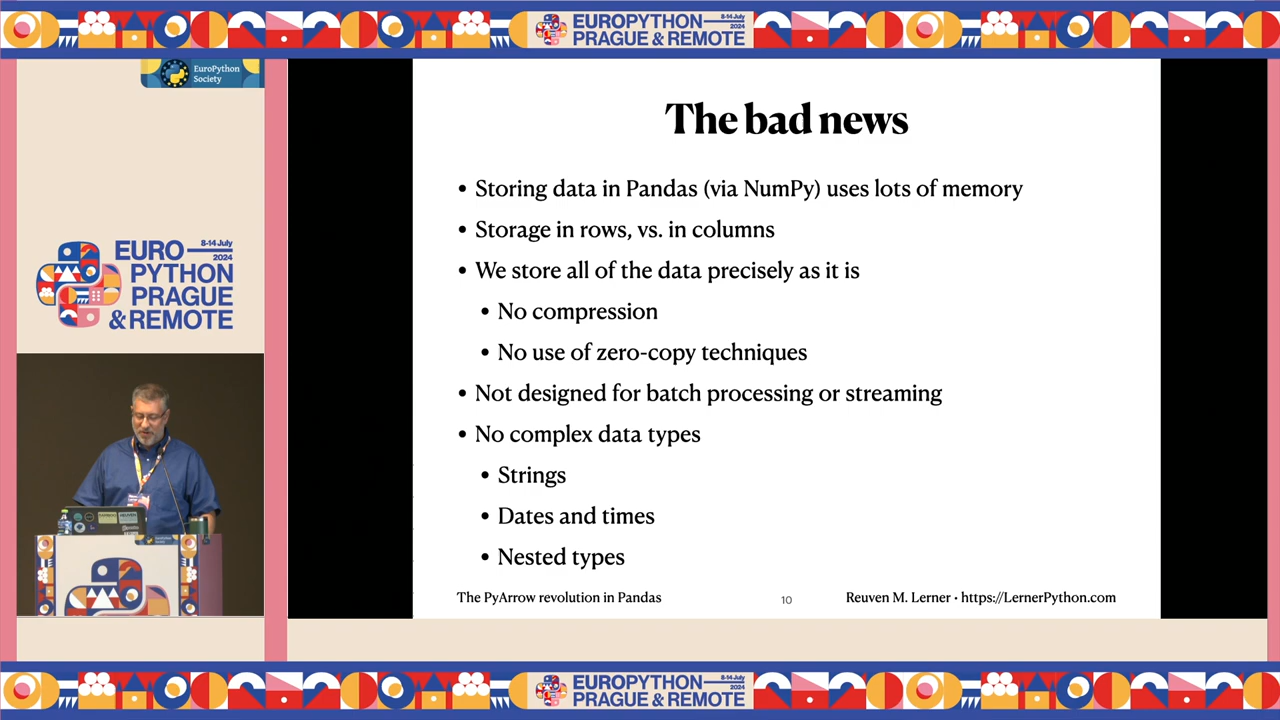 EUROPYTHON
8-14 July
2024
PRAGUE & REMOTE
EuroPython
Society
EURO
8-14 July
2024
PYTHON
PRAGUE
& REMOTE
The bad news
• Storing data in Pandas (via NumPy) uses lots of memory
• Storage in rows, vs. in columns
• We store all of the data precisely as it is
• No compression
• No use of zero-copy techniques
• Not designed for batch processing or streaming
• No complex data types
• Strings
• Dates and times
• Nested types
The PyArrow revolution in Pandas
10
Reuven M. Lerner • https://LernerPython.com
EUROPYTHON
8-14 July
2024
PRAGUE & REMOTE